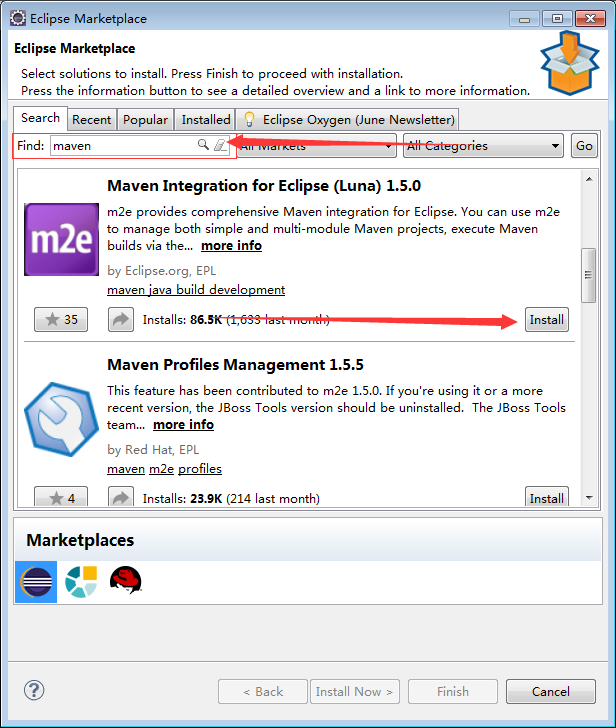 Eclipse Marketplace
Eclipse Marketplace
Select solutions to install. Press Finish to proceed with installation.
Press the information button to see a detailed overview and a link to more information.
Search Recent Popular Installed Eclipse Oxygen (June Newsletter)
Find: maven All Markets All Categories Go
Maven Integration for Eclipse (Luna) 1.5.0
m2e
m2e provides comprehensive Maven integration for Eclipse. You can use m2e
to manage both simple and multi-module Maven projects, execute Maven
builds via the... more info
by Eclipse.org, EPL
maven java build development
35 Installs: 86.5K (1,633 last month) Install
Maven Profiles Management 1.5.5
This feature has been contributed to m2e 1.5.0. If you're using it or a more
recent version, the JBoss Tools version should be uninstalled. The JBoss Tools
team... more info
by Red Hat, EPL
maven m2e profiles
4 Installs: 23.9K (214 last month) Install
Marketplaces
? < Back Install Now > Finish Cancel